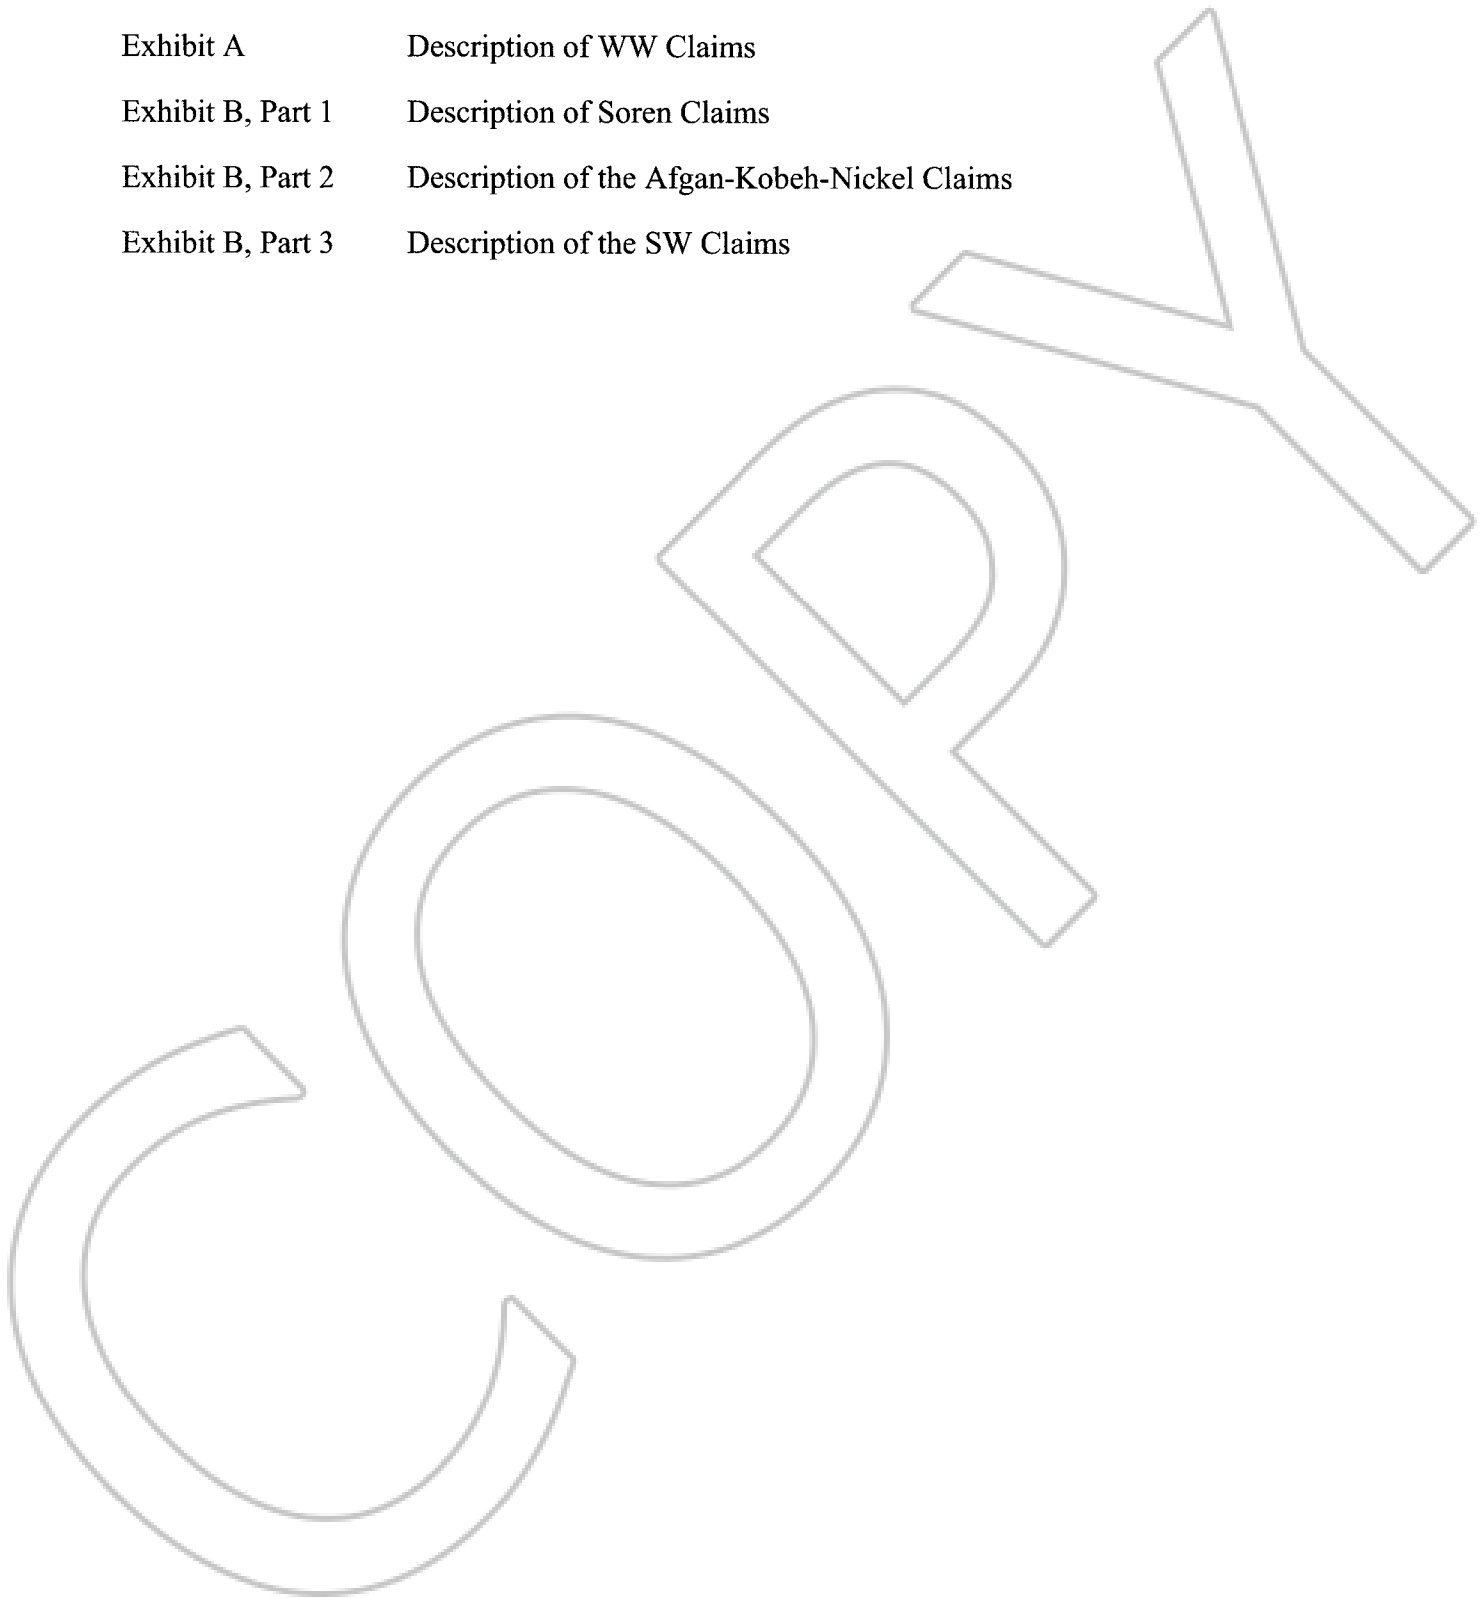 Exhibit A Description of WW Claims
Exhibit B, Part 1 Description of Soren Claims
Exhibit B, Part 2 Description of the Afgan-Kobeh-Nickel Claims
Exhibit B, Part 3 Description of the SW Claims
COPY